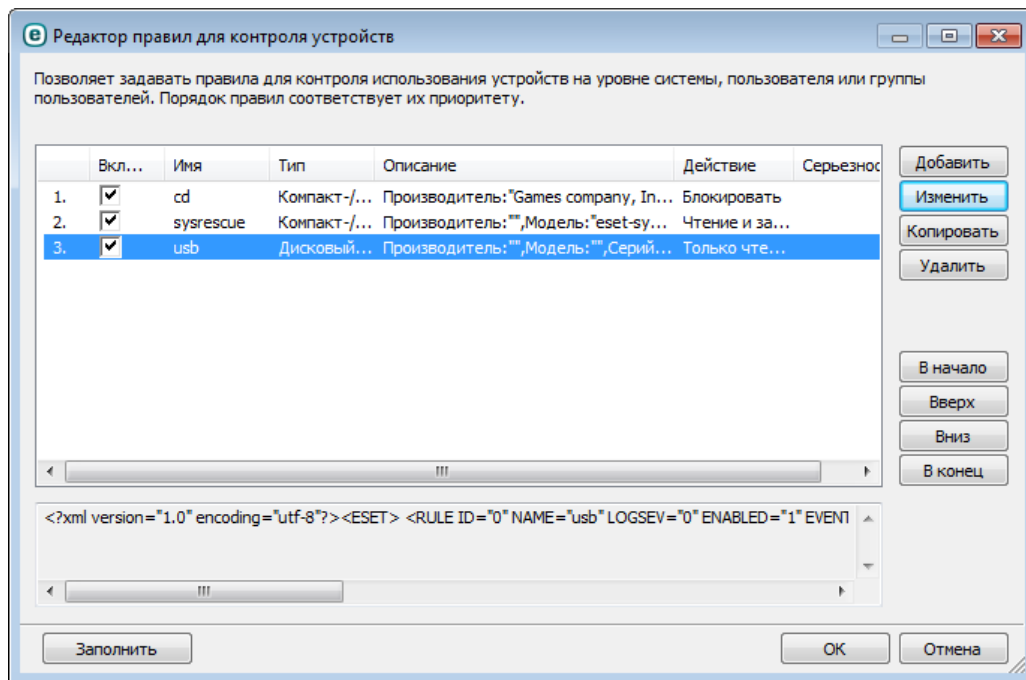 Редактор правил для контроля устройств
Позволяет задавать правила для контроля использования устройств на уровне системы, пользователя или группы
пользователей. Порядок правил соответствует их приоритету.
Вкл... Имя Тип Описание Действие Серьезнос
1. cd Компакт-/... Производитель:"Games company, In... Блокировать
2. sysrescue Компакт-/... Производитель:"",Модель:"eset-sy... Чтение и за...
3. usb Дисковый... Производитель:"",Модель:"",Серий... Только чте...
Добавить
Изменить
Копировать
Удалить
В начало
Вверх
Вниз
В конец
<?xml version="1.0" encoding="utf-8"?><ESET> <RULE ID="0" NAME="usb" LOGSEV="0" ENABLED="1" EVENT
Заполнить
ОК
Отмена